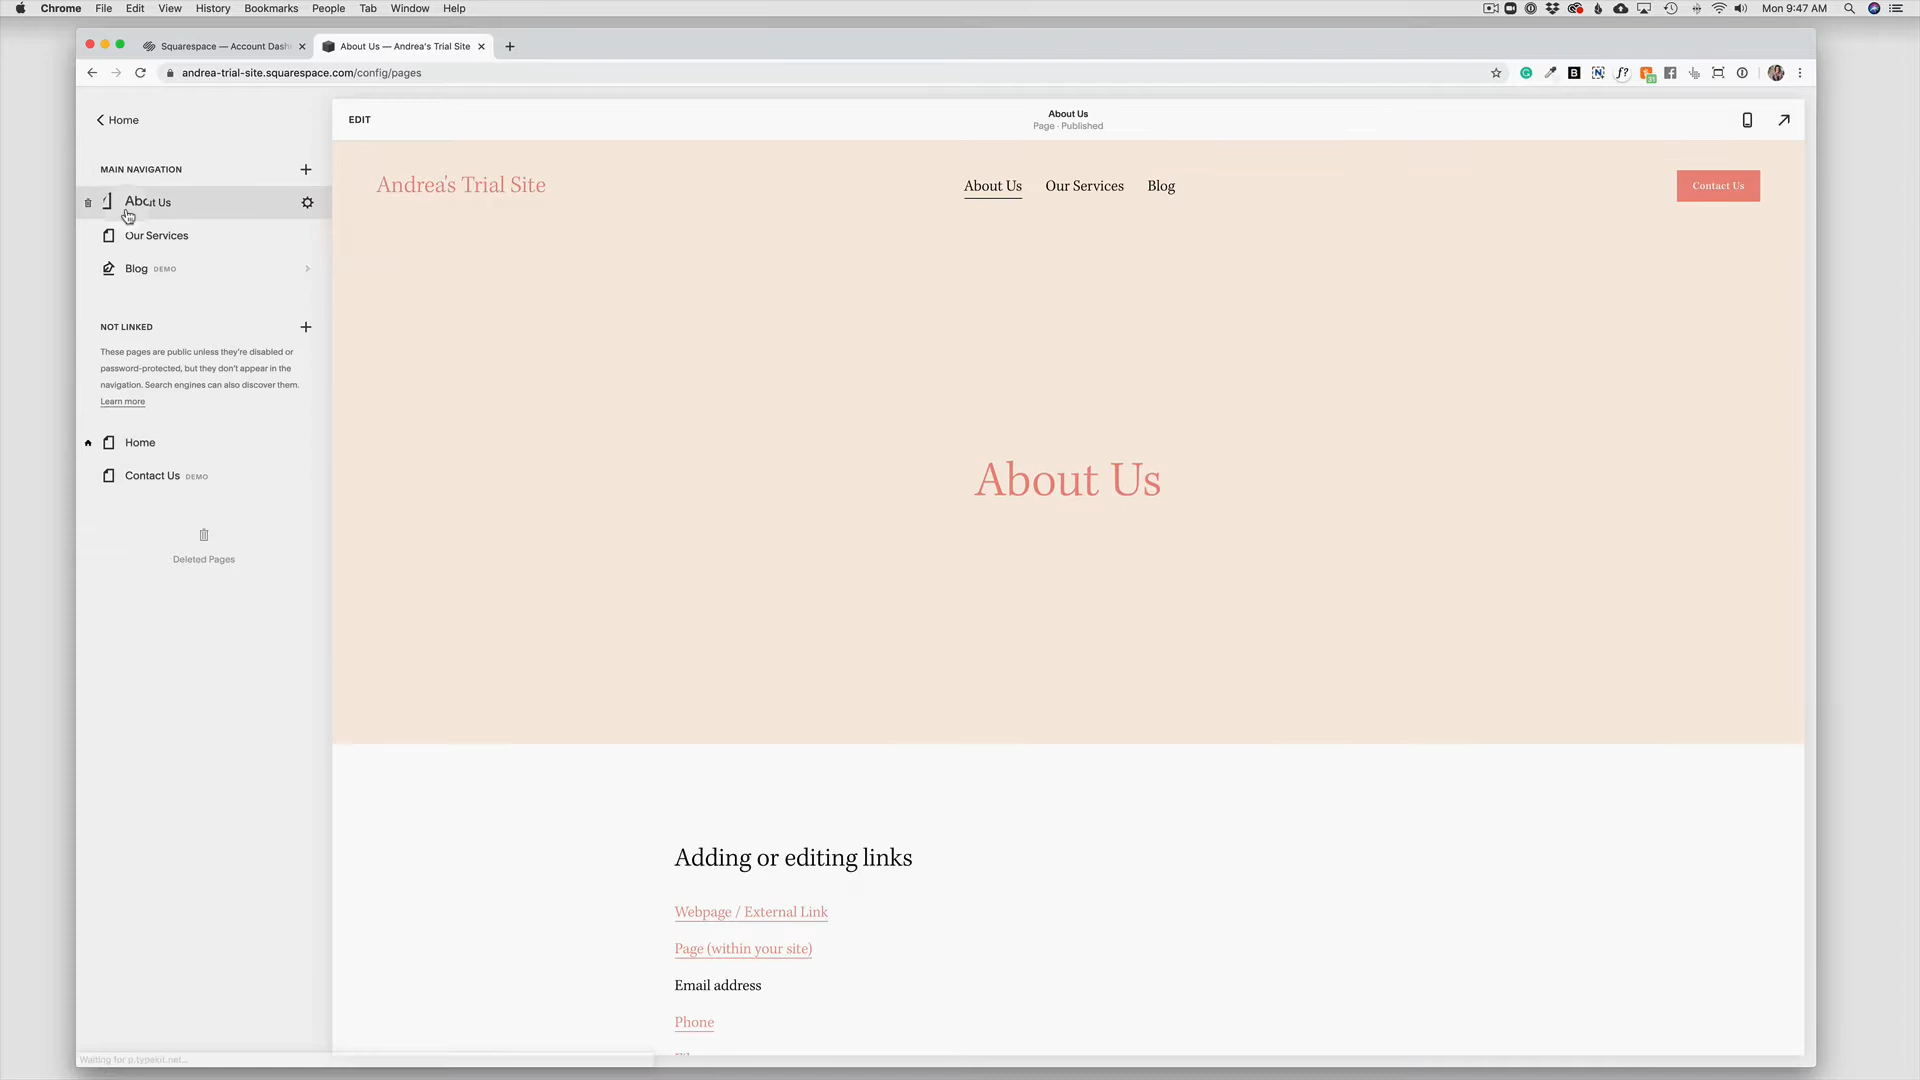 Chrome File Edit View History Bookmarks People Tab Window Help
Mon 9:47 AM
Squarespace — Account Dash
About Us — Andrea's Trial Site
andrea-trial-site.squarespace.com/config/pages
Home
MAIN NAVIGATION
About Us
Our Services
Blog DEMO
NOT LINKED
These pages are public unless they're disabled or
password-protected, but they don't appear in the
navigation. Search engines can also discover them.
Learn more
Home
Contact Us DEMO
Deleted Pages
EDIT
About Us
Page · Published
Andrea's Trial Site
About Us Our Services Blog
Contact Us
About Us
Adding or editing links
Webpage / External Link
Page (within your site)
Email address
Phone
Waiting for p.typekit.net...